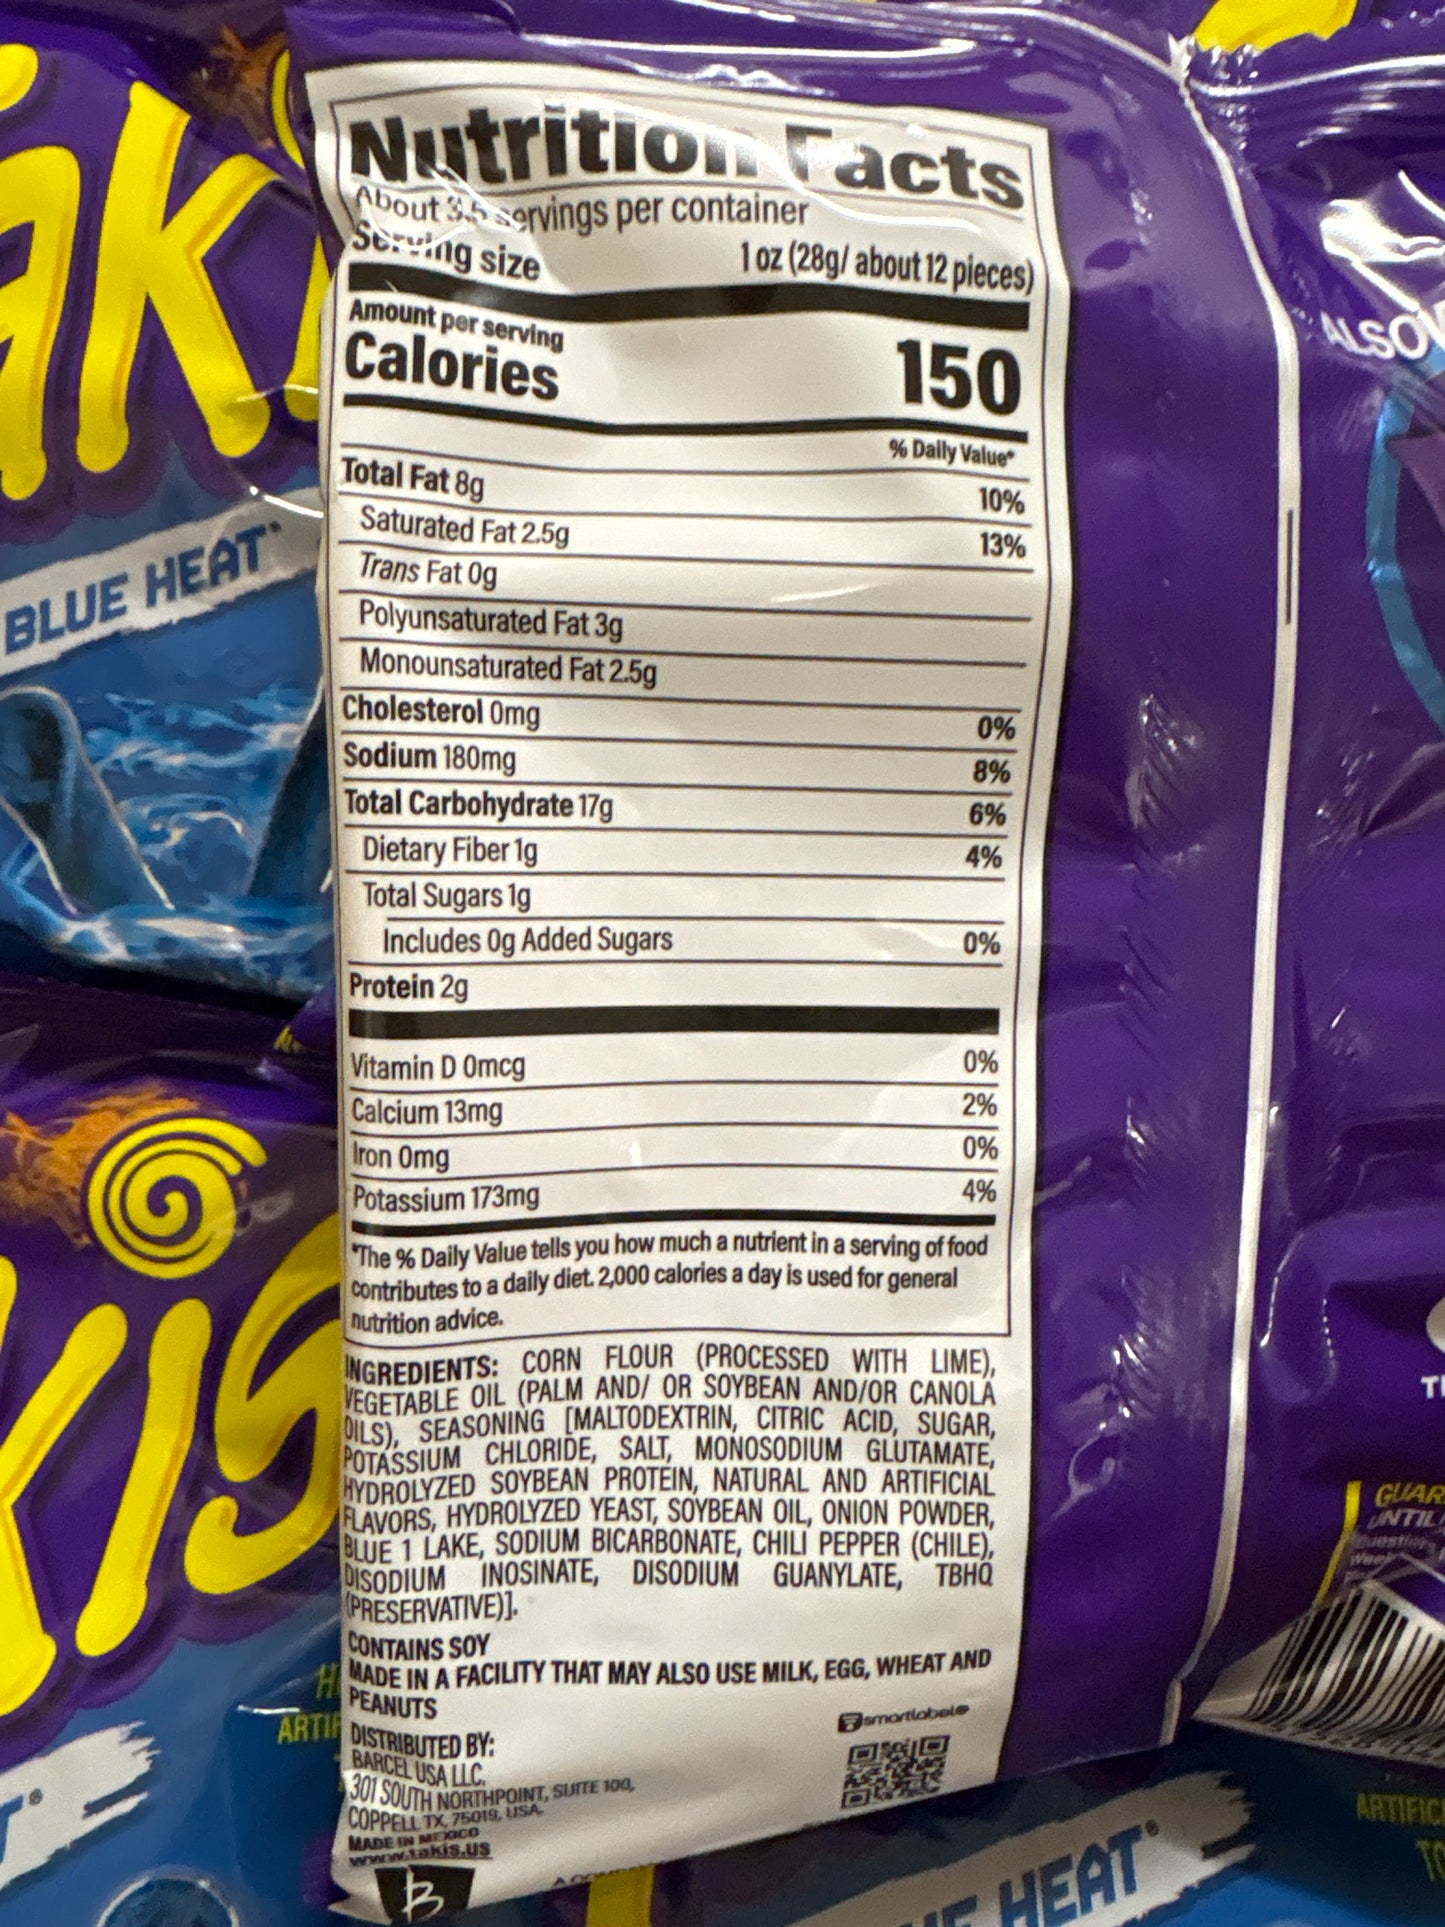 BLUE HEAT
Nutrition Facts
About 3.5 servings per container
Serving size 1 oz (28g/ about 12 pieces)
Amount per serving
Calories 150
% Daily Value*
Total Fat 8g 10%
Saturated Fat 2.5g 13%
Trans Fat 0g
Polyunsaturated Fat 3g
Monounsaturated Fat 2.5g
Cholesterol 0mg 0%
Sodium 180mg 8%
Total Carbohydrate 17g 6%
Dietary Fiber 1g 4%
Total Sugars 1g
Includes 0g Added Sugars 0%
Protein 2g
Vitamin D 0mcg 0%
Calcium 13mg 2%
Iron 0mg 0%
Potassium 173mg 4%
*The % Daily Value tells you how much a nutrient in a serving of food
contributes to a daily diet. 2,000 calories a day is used for general
nutrition advice.
INGREDIENTS: CORN FLOUR (PROCESSED WITH LIME),
VEGETABLE OIL (PALM AND/ OR SOYBEAN AND/OR CANOLA
OILS), SEASONING [MALTODEXTRIN, CITRIC ACID, SUGAR,
POTASSIUM CHLORIDE, SALT, MONOSODIUM GLUTAMATE,
HYDROLYZED SOYBEAN PROTEIN, NATURAL AND ARTIFICIAL
FLAVORS, HYDROLYZED YEAST, SOYBEAN OIL, ONION POWDER,
BLUE 1 LAKE, SODIUM BICARBONATE, CHILI PEPPER (CHILE),
DISODIUM INOSINATE, DISODIUM GUANYLATE, TBHQ
(PRESERVATIVE)].
CONTAINS SOY
MADE IN A FACILITY THAT MAY ALSO USE MILK, EGG, WHEAT AND
PEANUTS
DISTRIBUTED BY:
BARCEL USA LLC.
301 SOUTH NORTHPOINT, SUITE 100,
COPPELL TX, 75019, USA.
MADE IN MEXICO
www.takis.us
smartlabel®
B
ALSO
UNTIL
HEAT®